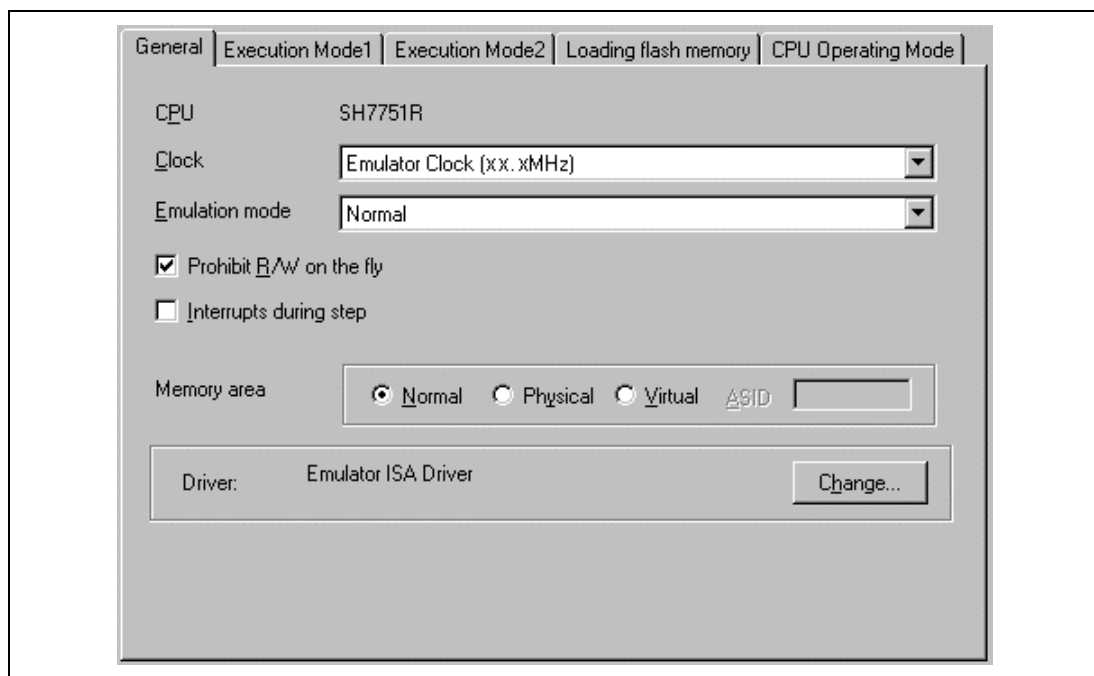 General Execution Mode1 Execution Mode2 Loading flash memory CPU Operating Mode
CPU SH7751R
Clock Emulator Clock (xx.xMHz)
Emulation mode Normal
Prohibit R/W on the fly
Interrupts during step
Memory area Normal Physical Virtual ASID
Driver: Emulator ISA Driver Change...